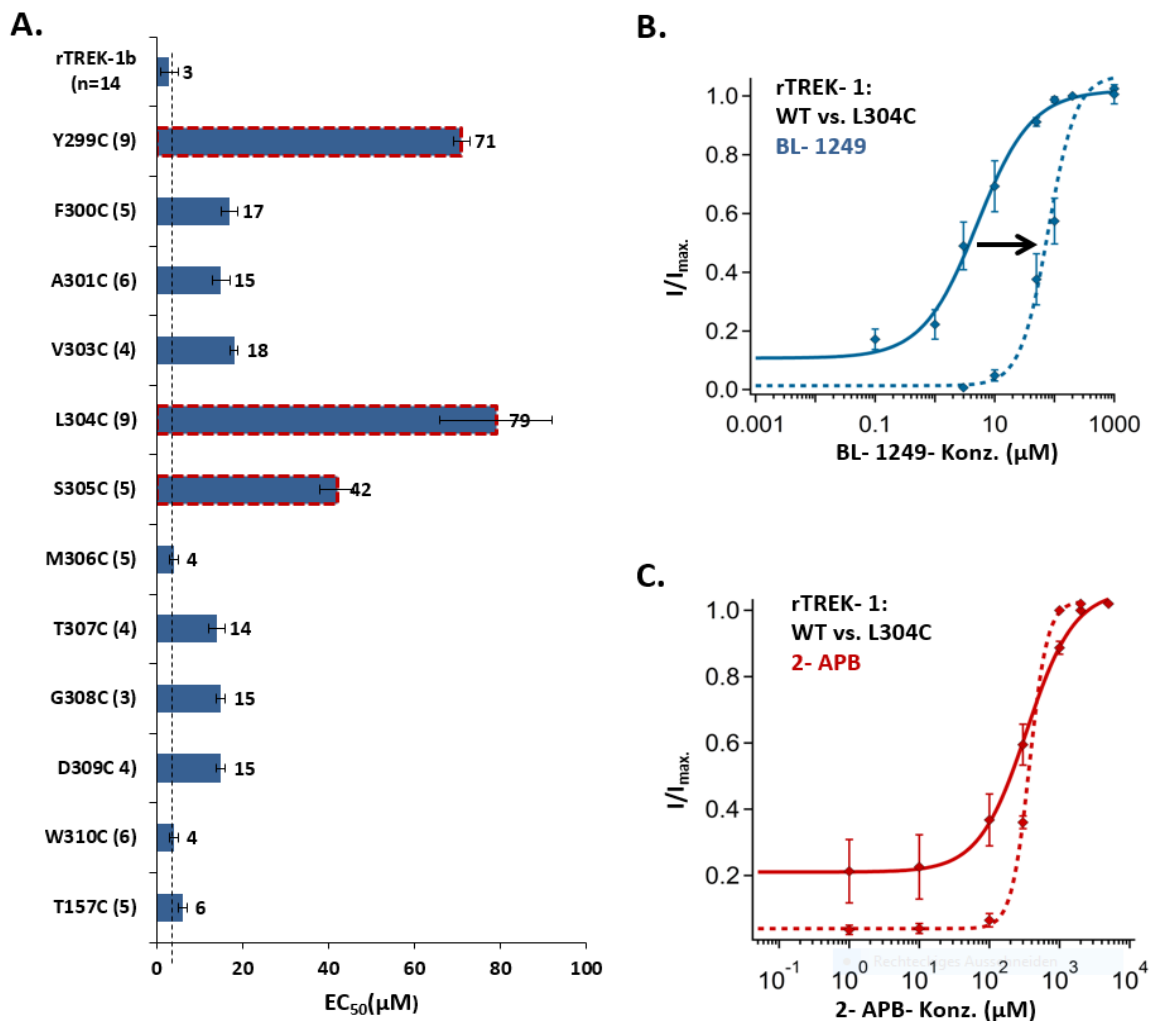 A.
rTREK-1b
(n=14
3
Y299C (9)
71
F300C (5)
17
A301C (6)
15
V303C (4)
18
L304C (9)
79
S305C (5)
42
M306C (5)
4
T307C (4)
14
G308C (3)
15
D309C 4)
15
W310C (6)
4
T157C (5)
6
0 20 40 60 80 100
EC50(µM)
B.
rTREK- 1:
WT vs. L304C
BL- 1249
1.0
0.8
0.6
0.4
0.2
0.0
I/Imax.
0.001 0.1 10 1000
BL- 1249- Konz. (µM)
C.
rTREK- 1:
WT vs. L304C
2- APB
1.0
0.8
0.6
0.4
0.2
I/Imax.
Rechteckiges Ausschneiden
10-1 100 101 102 103 104
2- APB- Konz. (µM)